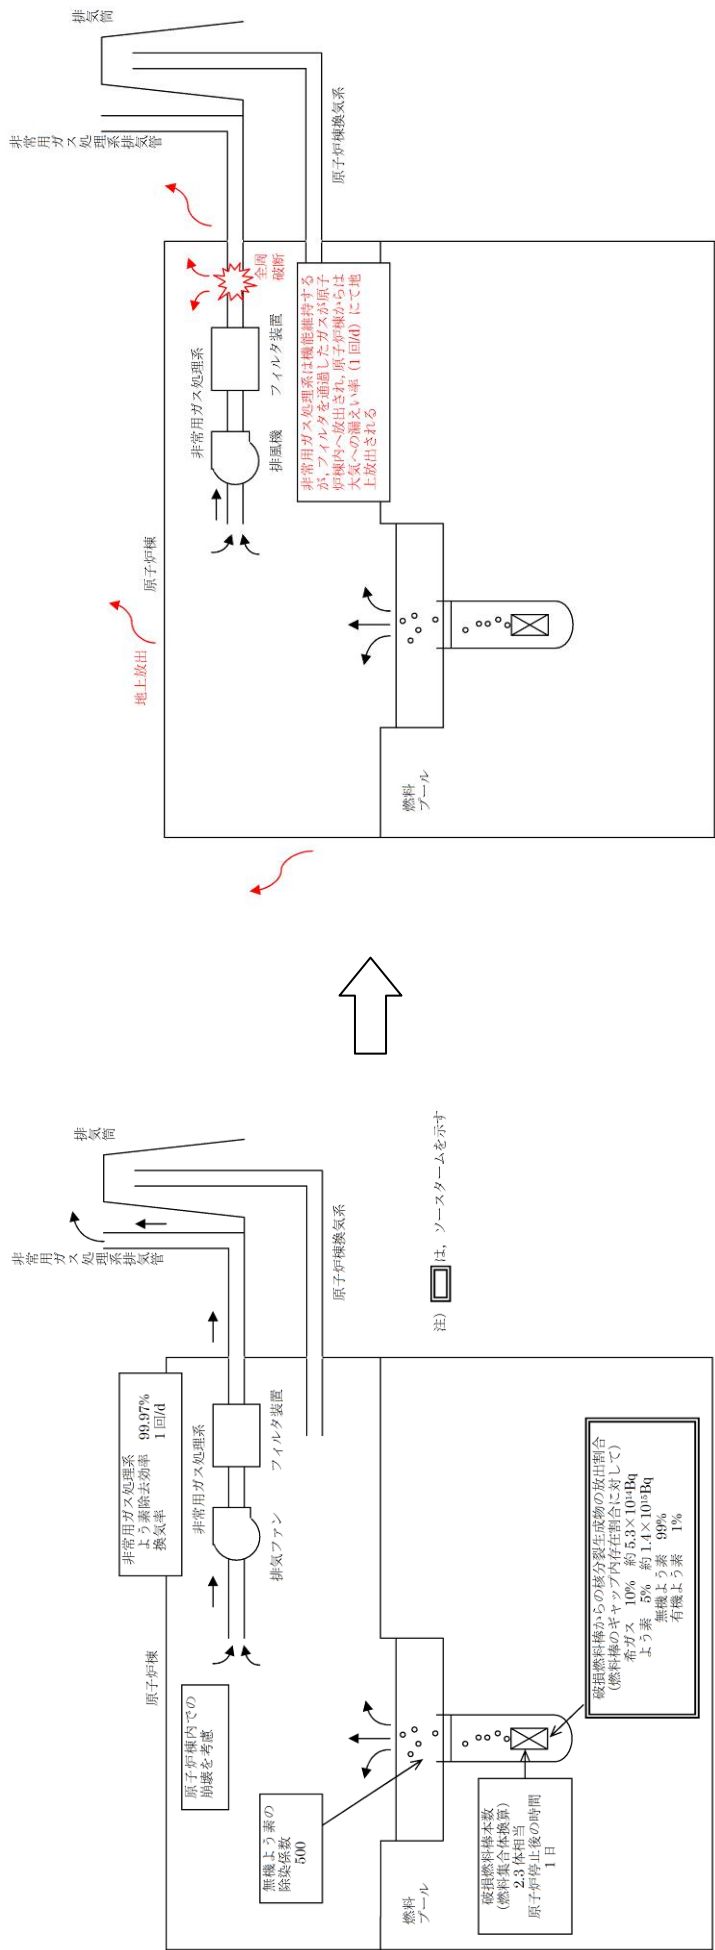 非常用ガス処理系
よう素除去効率 99.97%
換気率 1回/d
原子炉棟
原子炉棟内での
崩壊を考慮
無機よう素の
除染係数
500
非常用ガス処理系
排気ファン
フィルタ装置
非常用ガス処理系排気管
排気筒
原子炉棟換気系
燃料
プール
破損燃料棒本数
(燃料集合体換算)
2.3 体相当
原子炉停止後の時間
1 日
破損燃料棒からの核分裂生成物の放出割合
(燃料棒のギャップ内存在割合に対して)
希ガス 10% 約 5.3×10¹⁴Bq
よう素 5% 約 1.4×10¹⁵Bq
無機よう素 99%
有機よう素 1%
注) は, ソースタームを示す
地上放出
原子炉棟
非常用ガス処理系
排風機
フィルタ装置
全周
破断
非常用ガス処理系排気管
排気筒
原子炉棟換気系
非常用ガス処理系は機能維持する
が, フィルタを通過したガスが原子
炉棟内へ放出され, 原子炉棟からは
大気への漏えい率 (1 回/d) にて地
上放出される
燃料
プール